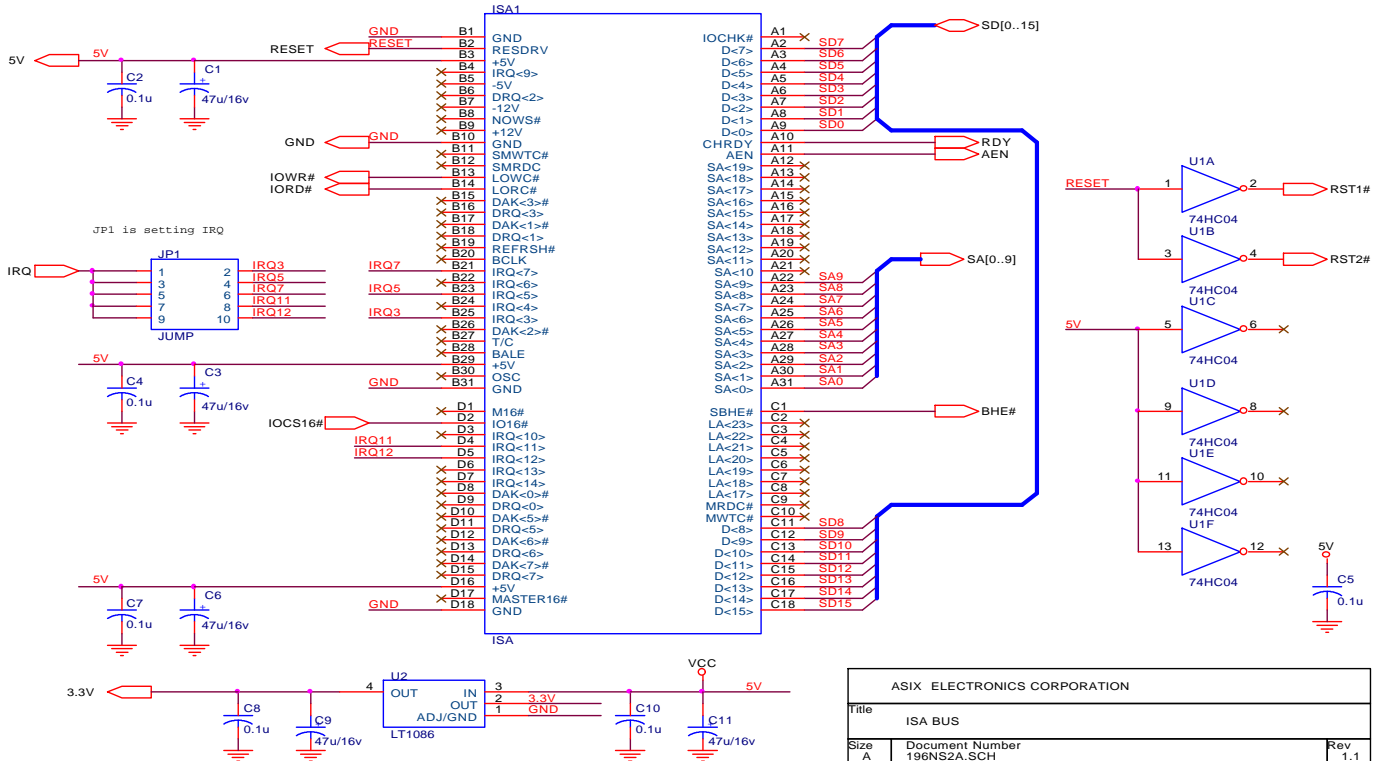 ISA1
GND B1 GND
RESET RESET B2 RESDRV
5V 5V B3 +5V
B4 IRQ<9>
B5 -5V
B6 DRQ<2>
B7 -12V
B8 NOWS#
B9 +12V
GND GND B10 GND
B11 SMWTC#
B12 SMRDC
IOWR# B13 LOWC#
IORD# B14 LORC#
B15 DAK<3>#
B16 DRQ<3>
B17 DAK<1>#
B18 DRQ<1>
B19 REFRSH#
B20 BCLK
IRQ7 B21 IRQ<7>
B22 IRQ<6>
IRQ5 B23 IRQ<5>
B24 IRQ<4>
IRQ3 B25 IRQ<3>
B26 DAK<2>#
B27 T/C
B28 BALE
5V B29 +5V
B30 OSC
GND B31 GND
D1 M16#
IOCS16# D2 IO16#
D3 IRQ<10>
IRQ11 D4 IRQ<11>
IRQ12 D5 IRQ<12>
D6 IRQ<13>
D7 IRQ<14>
D8 DAK<0>#
D9 DRQ<0>
D10 DAK<5>#
D11 DRQ<5>
D12 DAK<6>#
D13 DRQ<6>
D14 DAK<7>#
D15 DRQ<7>
5V D16 +5V
D17 MASTER16#
GND D18 GND
ISA
C2
0.1u
C1
+
47u/16v
JP1 is setting IRQ
IRQ
JP1
1 2 IRQ3
3 4 IRQ5
5 6 IRQ7
7 8 IRQ11
9 10 IRQ12
JUMP
C4
0.1u
C3
+
47u/16v
C7
0.1u
C6
+
47u/16v
IOCHK# A1
D<7> A2 SD7
D<6> A3 SD6
D<5> A4 SD5
D<4> A5 SD4
D<3> A6 SD3
D<2> A7 SD2
D<1> A8 SD1
D<0> A9 SD0
SD[0..15]
CHRDY A10 RDY
AEN A11 AEN
SA<19> A12
SA<18> A13
SA<17> A14
SA<16> A15
SA<15> A16
SA<14> A17
SA<13> A18
SA<12> A19
SA<11> A20
SA<10 A21
SA<9> A22 SA9
SA<8> A23 SA8
SA<7> A24 SA7
SA<6> A25 SA6
SA<5> A26 SA5
SA<4> A27 SA4
SA<3> A28 SA3
SA<2> A29 SA2
SA<1> A30 SA1
SA<0> A31 SA0
SA[0..9]
SBHE# C1 BHE#
LA<23> C2
LA<22> C3
LA<21> C4
LA<20> C5
LA<19> C6
LA<18> C7
LA<17> C8
MRDC# C9
MWTC# C10
D<8> C11 SD8
D<9> C12 SD9
D<10> C13 SD10
D<11> C14 SD11
D<12> C15 SD12
D<13> C16 SD13
D<14> C17 SD14
D<15> C18 SD15
U1A
RESET 1 2 RST1#
74HC04
U1B
3 4 RST2#
74HC04
U1C
5V 5 6
74HC04
U1D
9 8
74HC04
U1E
11 10
74HC04
U1F
13 12
74HC04
5V
C5
0.1u
3.3V
C8
0.1u
C9
+
47u/16v
U2
4 OUT IN 3
OUT 2 3.3V
ADJ/GND 1 GND
LT1086
VCC
5V
C10
0.1u
C11
+
47u/16v
ASIX ELECTRONICS CORPORATION
Title
ISA BUS
Size Document Number Rev
A 196NS2A.SCH 1.1